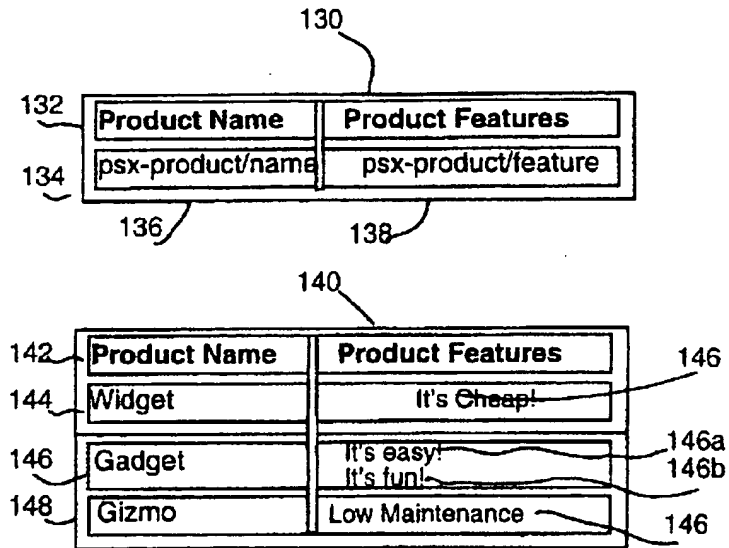 130
132 Product Name Product Features
134 psx-product/name psx-product/feature
136 138
140
142 Product Name Product Features
144 Widget It's Cheap! 146
146 Gadget It's easy! 146a
It's fun! 146b
148 Gizmo Low Maintenance 146